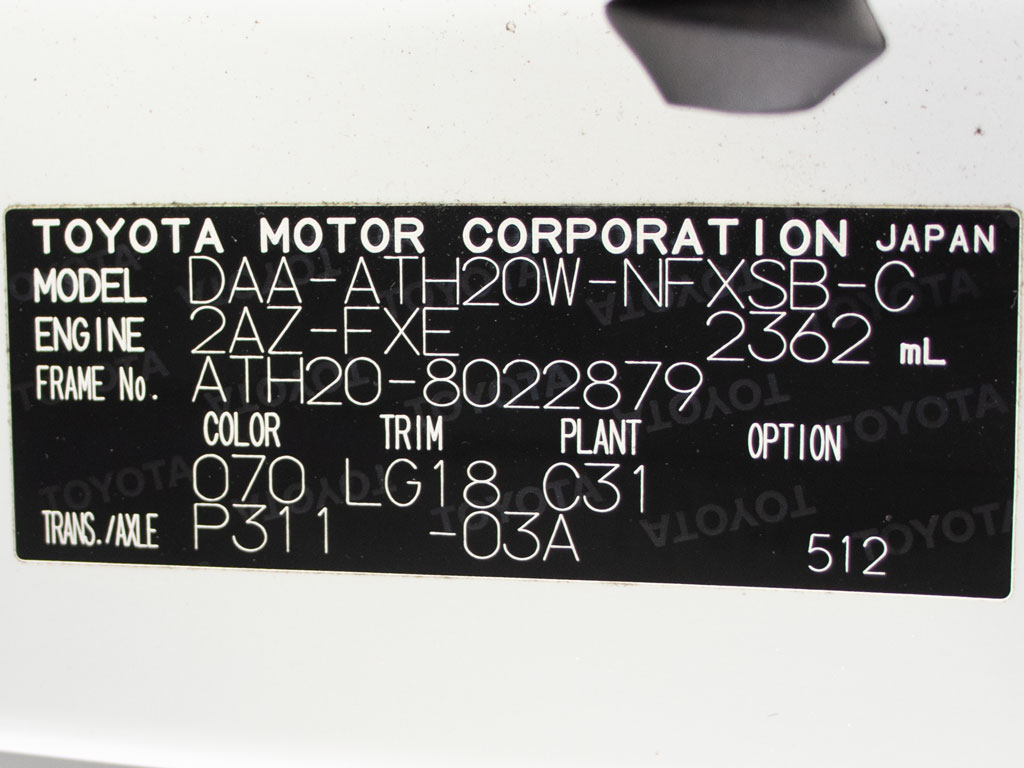 TOYOTA MOTOR CORPORATION JAPAN
MODEL DAA-ATH20W-NFXSB-C
ENGINE 2AZ-FXE 2362 mL
FRAME No. ATH20-8022879
COLOR TRIM PLANT OPTION
070 LG18 C31
TRANS./AXLE P311 -03A 512